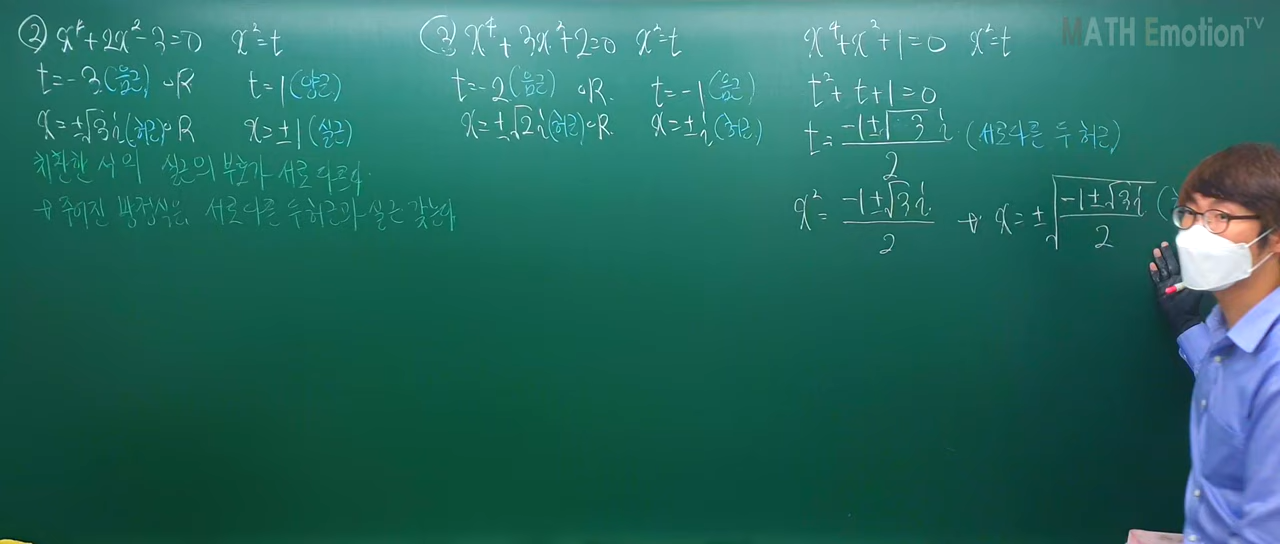 ② x⁴+2x²-3=0 x²=t
t=-3(음근) or t=1(양근)
x=±√3i(허근) or x=±1(실근)
치환한 식의 실근의 부호가 서로다르다.
→ 주어진 방정식은 서로다른 두 허근과 실근 갖는다
③ x⁴+3x²+2=0 x²=t
t=-2(음근) or t=-1(음근)
x=±√2i(허근) or x=±i(허근)
x⁴+x²+1=0 x²=t
t²+t+1=0
t=(-1±√3i)/2 (서로다른 두 허근)
x²=(-1±√3i)/2 → x=±√((-1±√3i)/2)
MATH Emotion TV